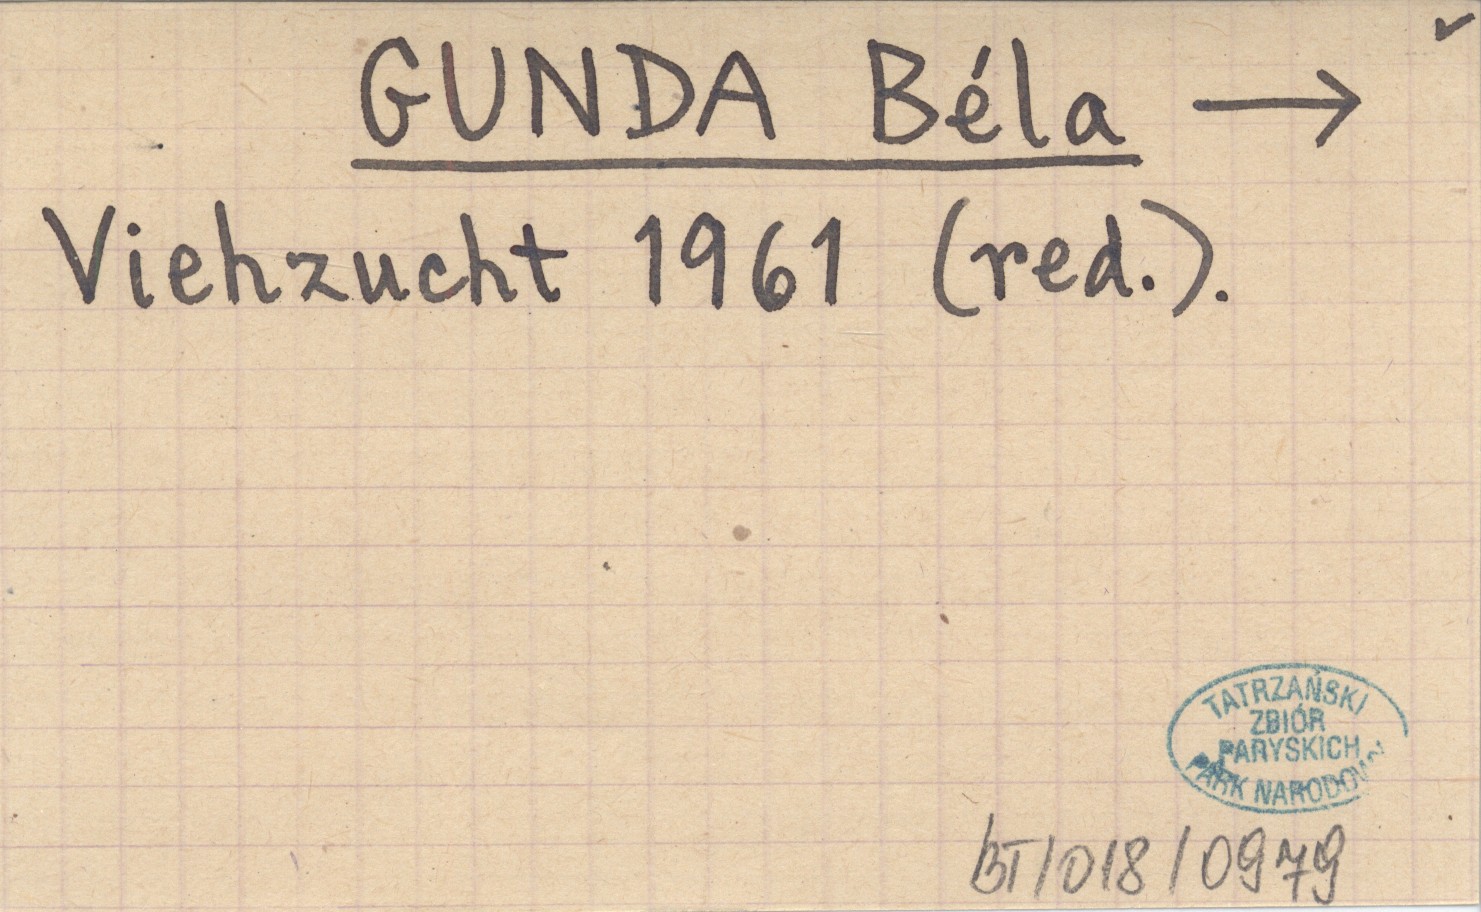 GUNDA Béla →
Viehzucht 1961 (red.).
TATRZAŃSKI
ZBIÓR
PARYSKICH
PARK NARODOWY
BT/018/0979